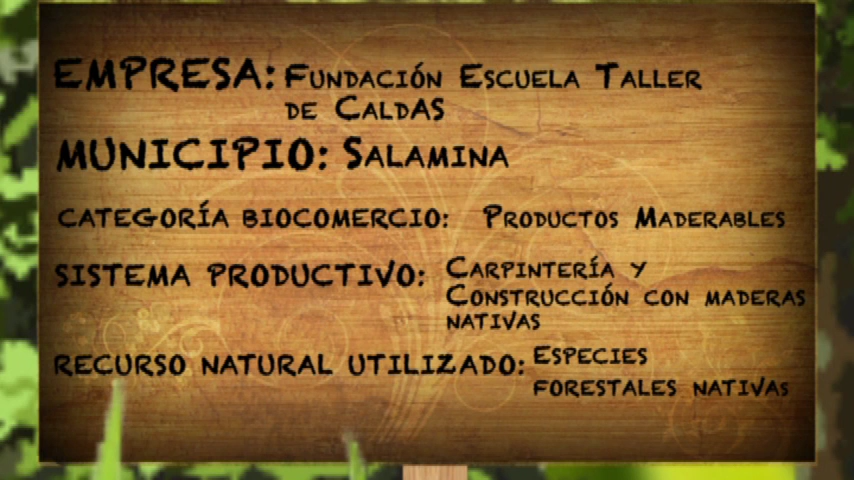 EMPRESA: FUNDACIÓN ESCUELA TALLER
DE CALDAS
MUNICIPIO: SALAMINA
CATEGORÍA BIOCOMERCIO: PRODUCTOS MADERABLES
SISTEMA PRODUCTIVO: CARPINTERÍA Y
CONSTRUCCIÓN CON MADERAS
NATIVAS
RECURSO NATURAL UTILIZADO: ESPECIES
FORESTALES NATIVAS